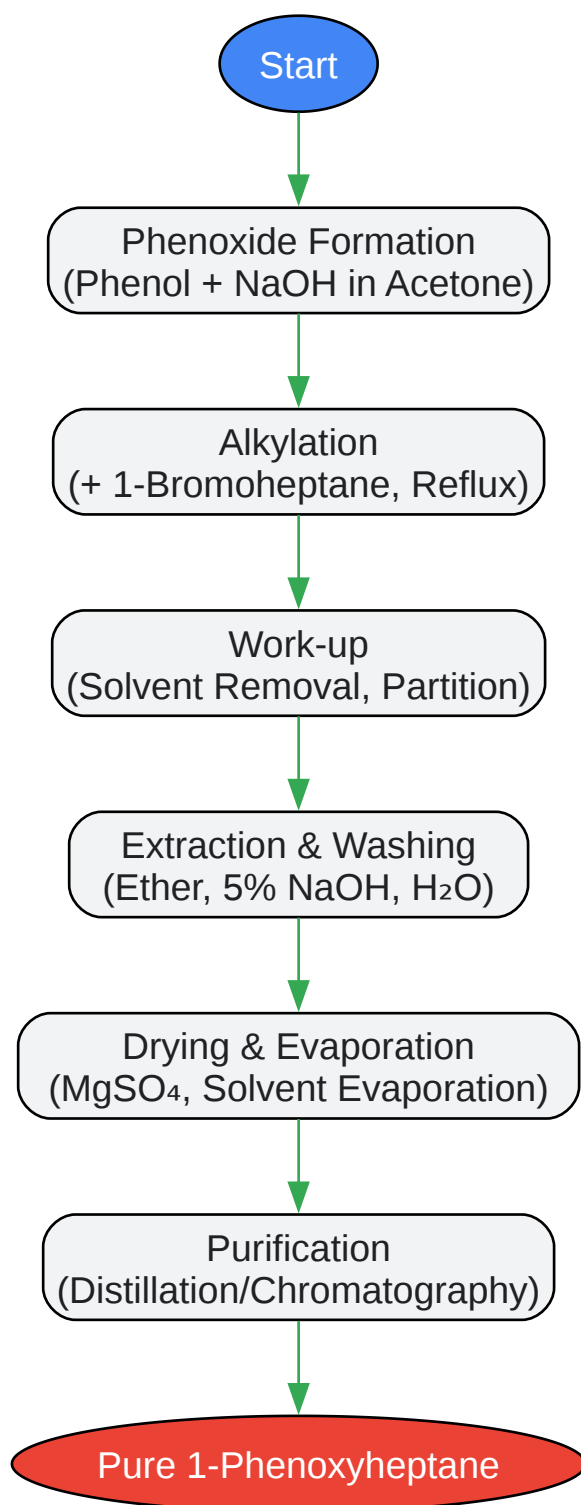 Start
Phenoxide Formation
(Phenol + NaOH in Acetone)
Alkylation
(+ 1-Bromoheptane, Reflux)
Work-up
(Solvent Removal, Partition)
Extraction & Washing
(Ether, 5% NaOH, H₂O)
Drying & Evaporation
(MgSO₄, Solvent Evaporation)
Purification
(Distillation/Chromatography)
Pure 1-Phenoxyheptane